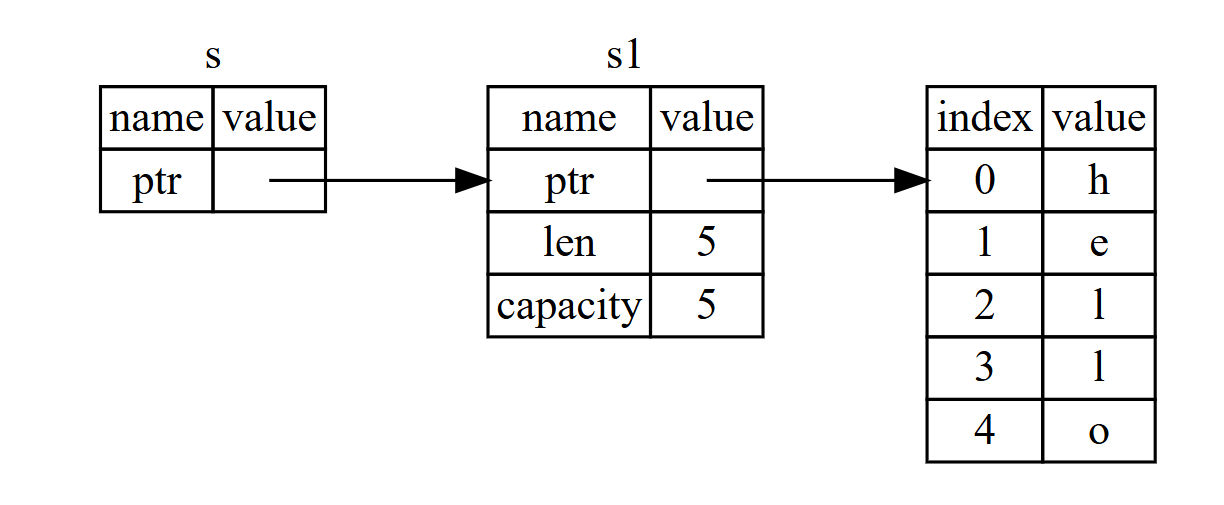 s
name value
ptr
s1
name value
ptr
len 5
capacity 5
index value
0 h
1 e
2 l
3 l
4 o